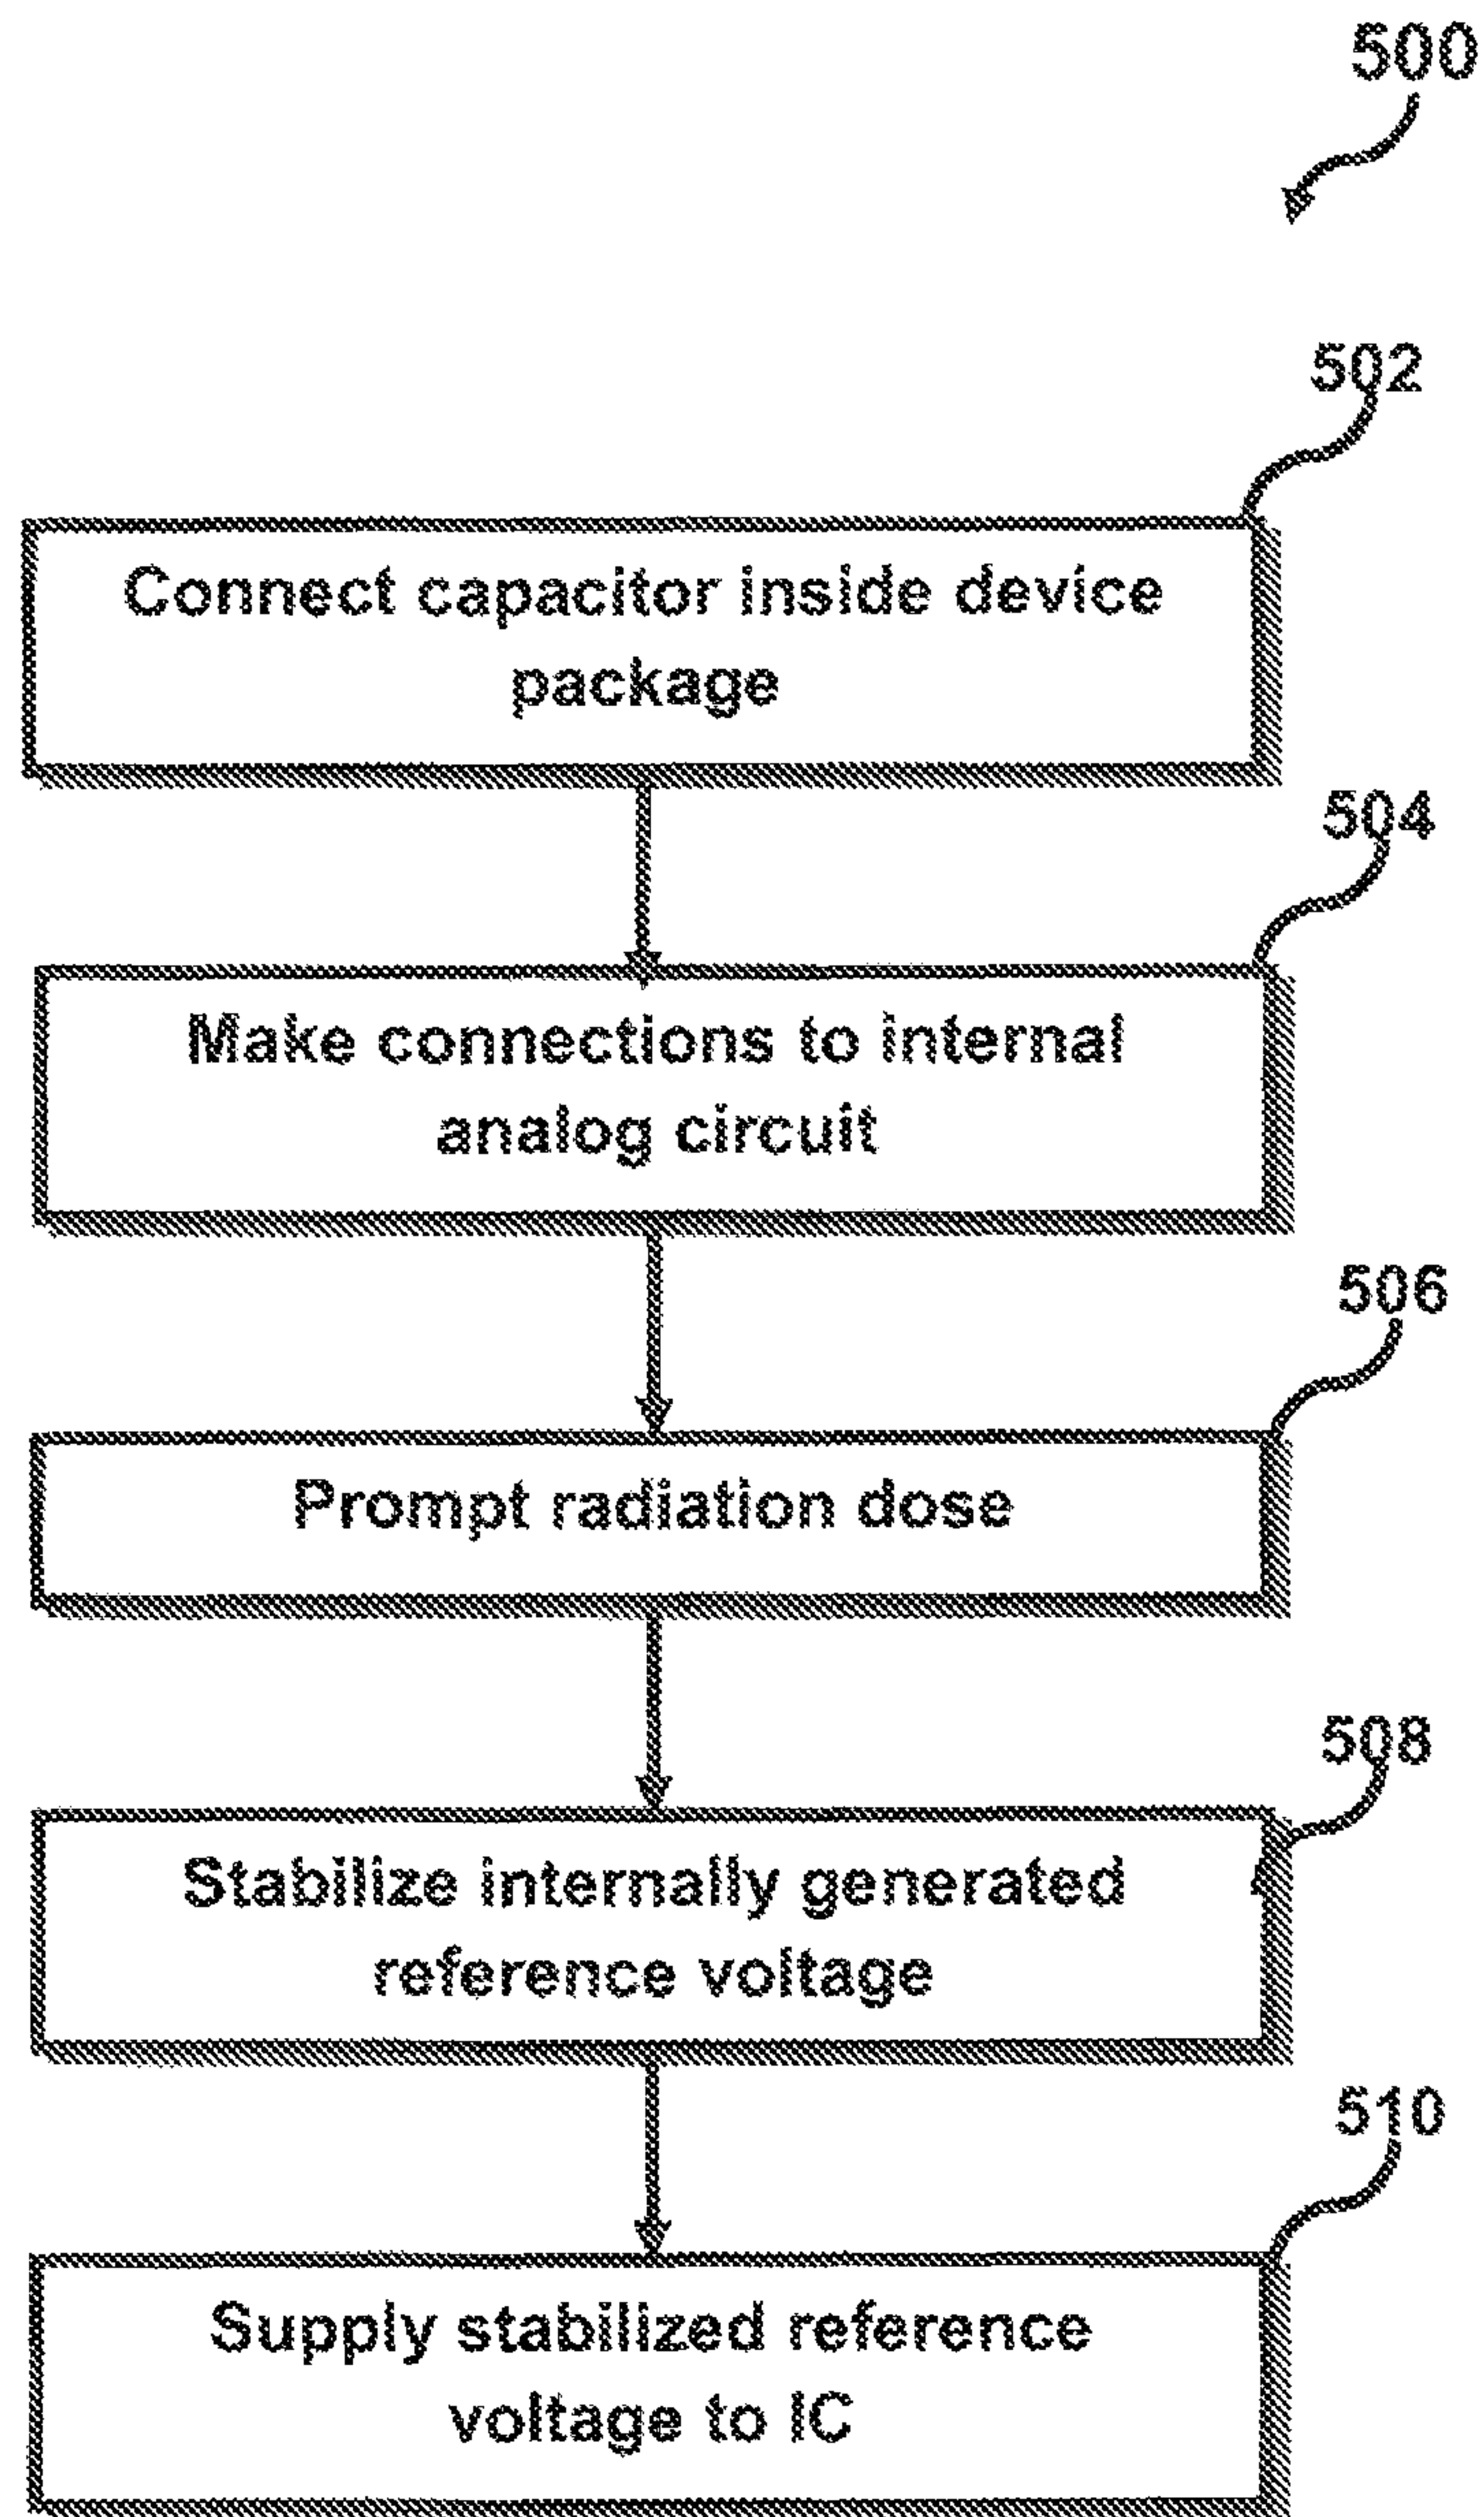 500
502
Connect capacitor inside device
package
504
Make connections to internal
analog circuit
506
Prompt radiation dose
508
Stabilize internally generated
reference voltage
510
Supply stabilized reference
voltage to IC